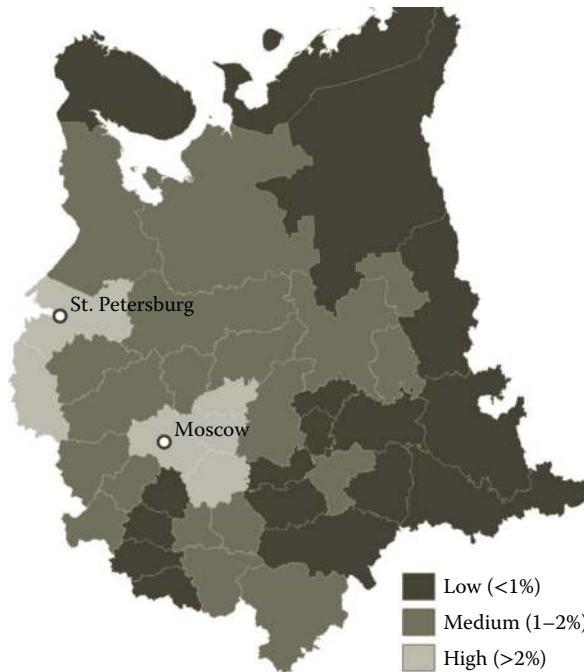 St. Petersburg
Moscow
Low (<1%)
Medium (1–2%)
High (>2%)